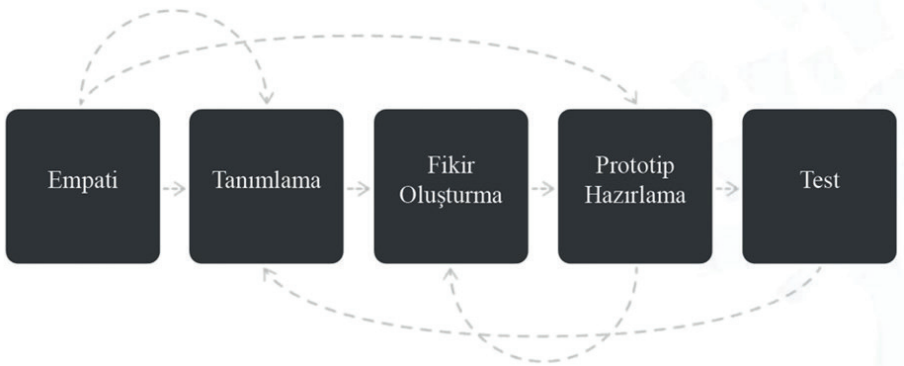 Empati
Tanımlama
Fikir
Oluşturma
Prototip
Hazırlama
Test